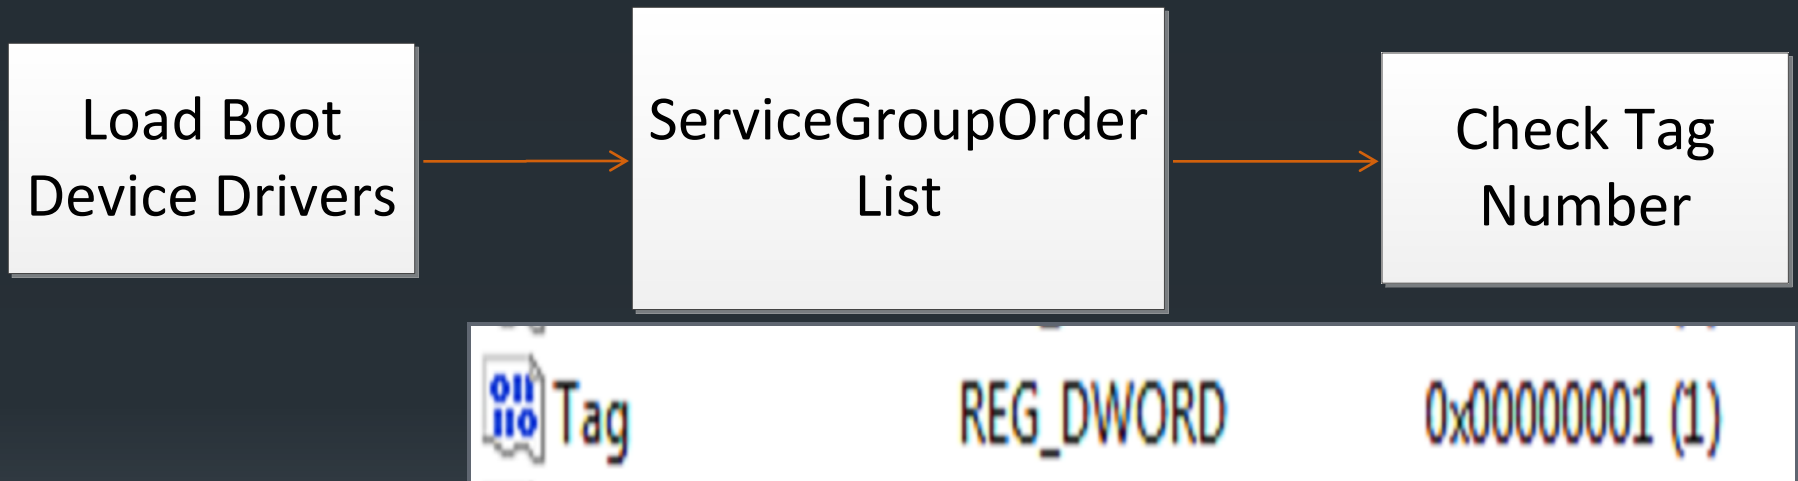 Load Boot
Device Drivers
ServiceGroupOrder
List
Check Tag
Number
Tag REG_DWORD 0x00000001 (1)